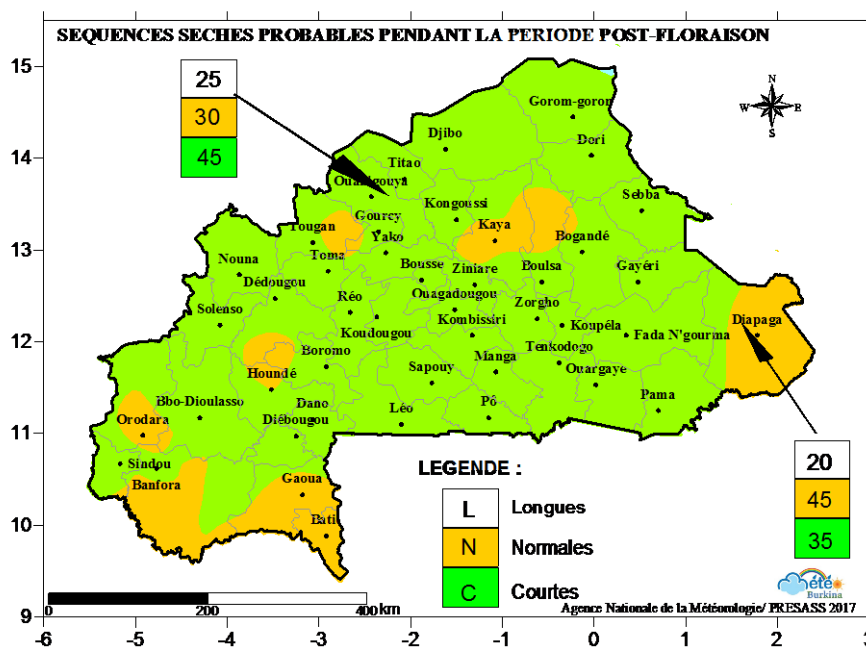 SEQUENCES SECHES PROBABLES PENDANT LA PERIODE POST-FLORAISON
15
14
13
12
11
10
9
25
30
45
Gorom-goron
Djibo
Dori
Titao
Ouahigouya
Sebba
Kongoussi
Gourcy
Kaya
Tougan
Yako
Bogandé
Nouna
Toma
Bousse
Ziniare
Boulsa
Gayéri
Dédougou
Réo
Ouagadougou
Zorgho
Solenso
Koudougou
Kombissiri
Koupéla
Fada N'gourma
Diapaga
Boromo
Tenkodogo
Houndé
Sapouy
Manga
Ouargaye
Bbo-Dioulasso
Dano
Léo
Pô
Pama
Orodara
Diébougou
Sindou
Banfora
Gaoua
Bati
LEGENDE :
L Longues
N Normales
C Courtes
20
45
35
0 200 400 km
Météo
Burkina
Agence Nationale de la Météorologie/ PRESASS 2017
N
W E
S
-6 -5 -4 -3 -2 -1 0 1 2 3